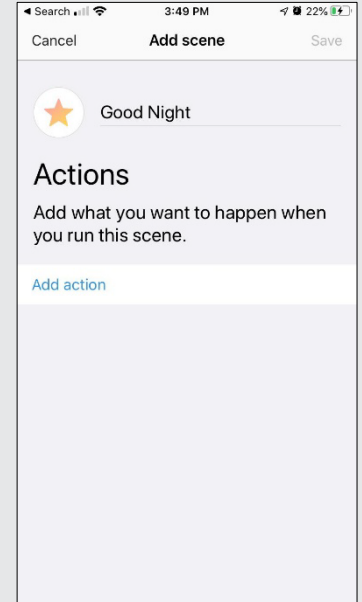 Search 3:49 PM 22%
Cancel Add scene Save
Good Night
Actions
Add what you want to happen when
you run this scene.
Add action